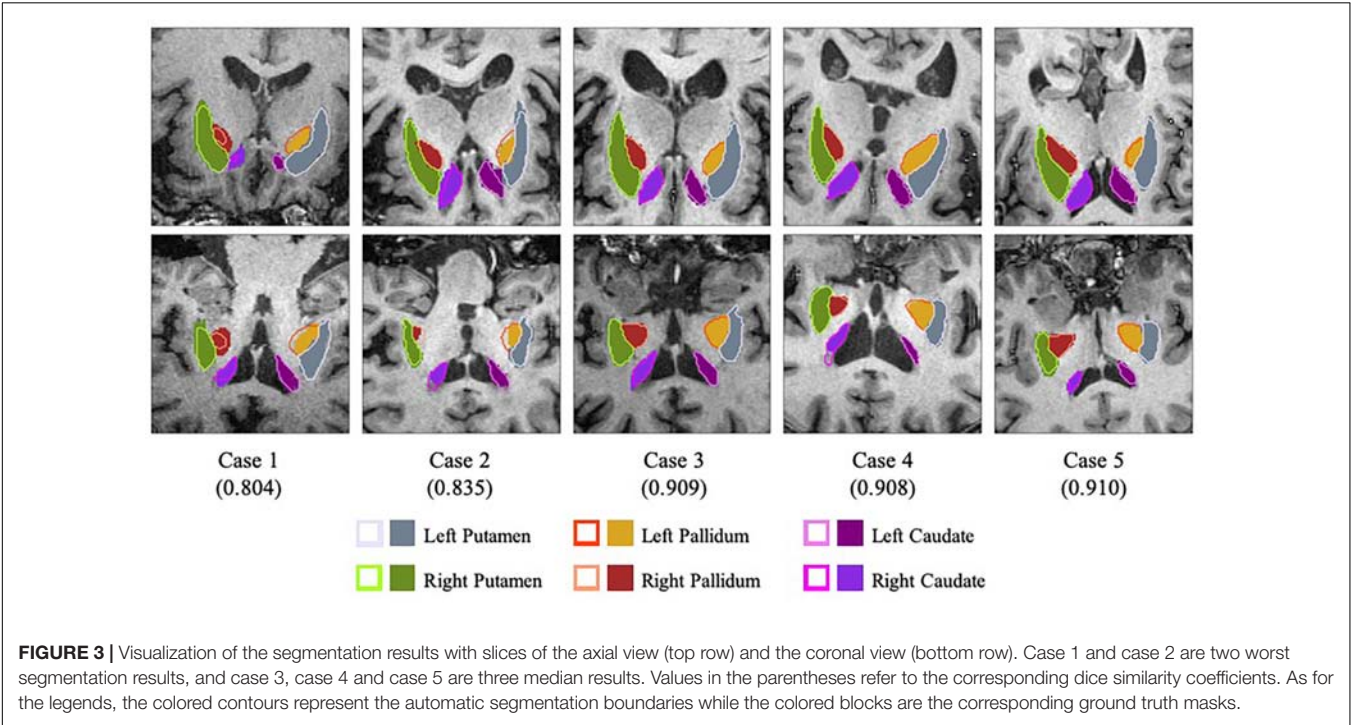 Case 1
(0.804)
Case 2
(0.835)
Case 3
(0.909)
Case 4
(0.908)
Case 5
(0.910)
Left Putamen
Left Pallidum
Left Caudate
Right Putamen
Right Pallidum
Right Caudate
FIGURE 3 | Visualization of the segmentation results with slices of the axial view (top row) and the coronal view (bottom row). Case 1 and case 2 are two worst
segmentation results, and case 3, case 4 and case 5 are three median results. Values in the parentheses refer to the corresponding dice similarity coefficients. As for
the legends, the colored contours represent the automatic segmentation boundaries while the colored blocks are the corresponding ground truth masks.